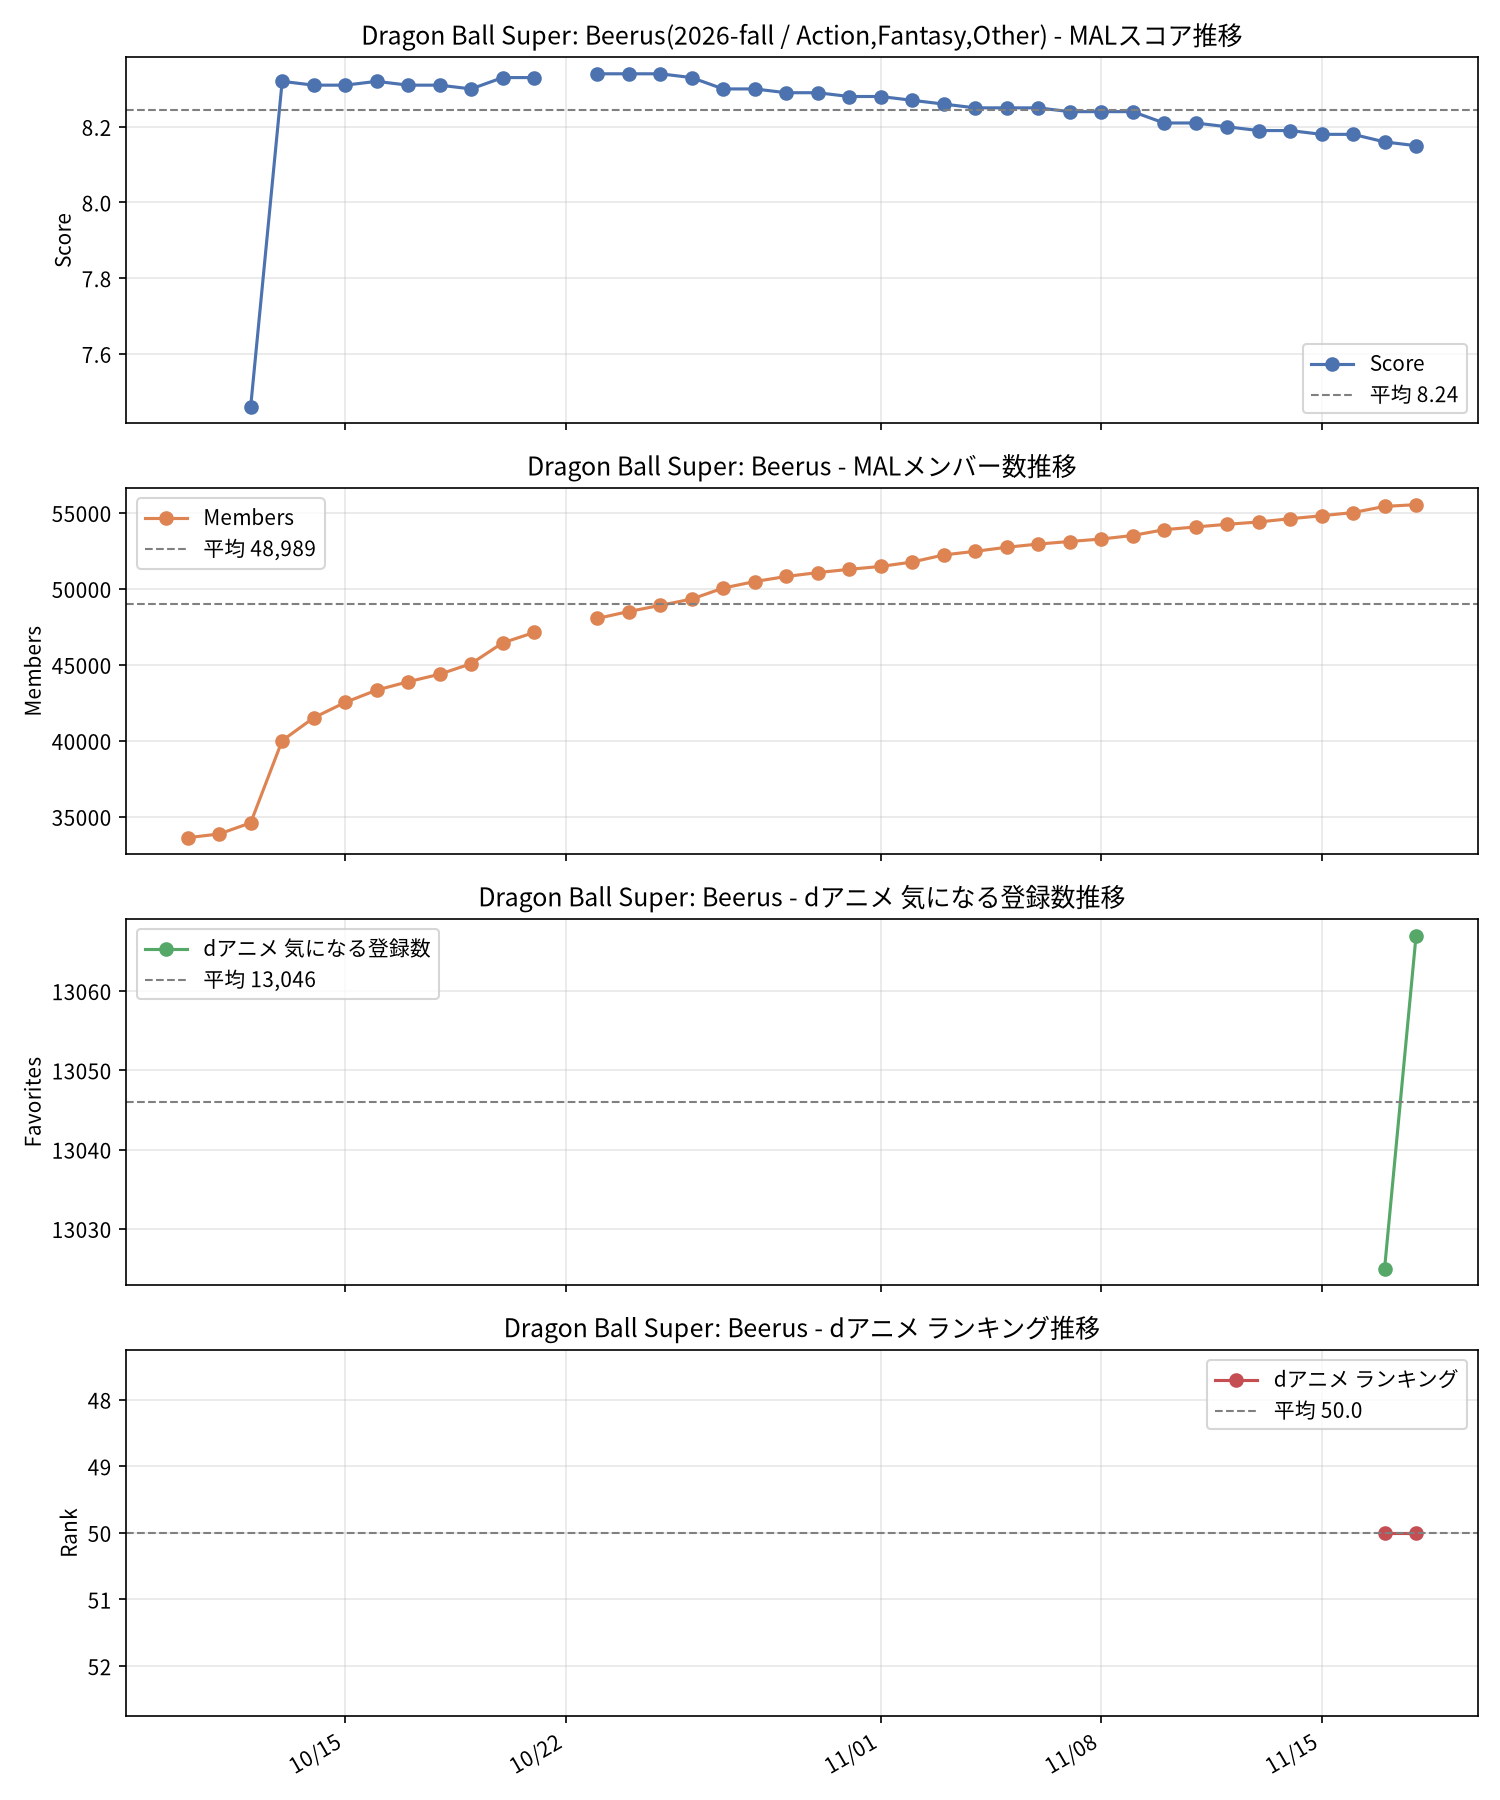 Dragon Ball Super: Beerus(2026-fall / Action,Fantasy,Other) - MALスコア推移
Score
8.2
8.0
7.8
7.6
Score
平均 8.24
Dragon Ball Super: Beerus - MALメンバー数推移
Members
55000
50000
45000
40000
35000
Members
平均 48,989
Dragon Ball Super: Beerus - dアニメ 気になる登録数推移
Favorites
13060
13050
13040
13030
dアニメ 気になる登録数
平均 13,046
Dragon Ball Super: Beerus - dアニメ ランキング推移
Rank
48
49
50
51
52
dアニメ ランキング
平均 50.0
10/15
10/22
11/01
11/08
11/15